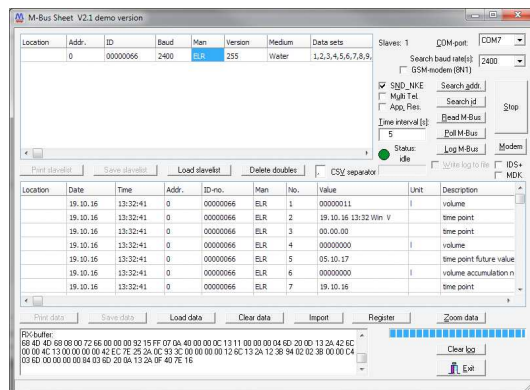 M-Bus Sheet V2.1 demo version
Location Addr. ID Baud Man Version Medium Data sets
0 00000066 2400 ELR 255 Water 1,2,3,4,5,6,7,8,9,
Slaves: 1 COM-port: COM7
Search baud rate(s): 2400
GSM-modem (8N1)
SND_NKE Search addr.
Multi Tel. Search id Stop
App. Res.
Time interval [s]: Read M-Bus
5 Poll M-Bus
Status: Log M-Bus Modem
idle
Write log to file IDS+
MDK
Print slavelist Save slavelist Load slavelist Delete doubles . CSV separator
Location Date Time Addr. ID-no. Man No. Value Unit Description
19.10.16 13:32:41 0 00000066 ELR 1 00000011 l volume
19.10.16 13:32:41 0 00000066 ELR 2 19.10.16 13:32 Win V time point
19.10.16 13:32:41 0 00000066 ELR 3 00.00.00 time point
19.10.16 13:32:41 0 00000066 ELR 4 00000000 l volume
19.10.16 13:32:41 0 00000066 ELR 5 05.10.17 time point future value
19.10.16 13:32:41 0 00000066 ELR 6 00000000 l volume accumulation n
19.10.16 13:32:41 0 00000066 ELR 7 19.10.16 time point
Print data Save data Load data Clear data Import Register Zoom data
RX-buffer:
68 4D 4D 68 08 00 72 66 00 00 00 92 15 FF 07 0A 40 00 00 0C 13 11 00 00 00 04 6D 20 0D 13 2A 42 6C
00 00 4C 13 00 00 00 00 42 EC 7E 25 2A 0C 93 3C 00 00 00 00 12 6C 13 2A 12 3B 94 02 02 3B 00 00 C4
03 6D 00 00 00 00 84 03 6D 20 0A 13 2A 0F 40 7E 16
Clear log
Exit